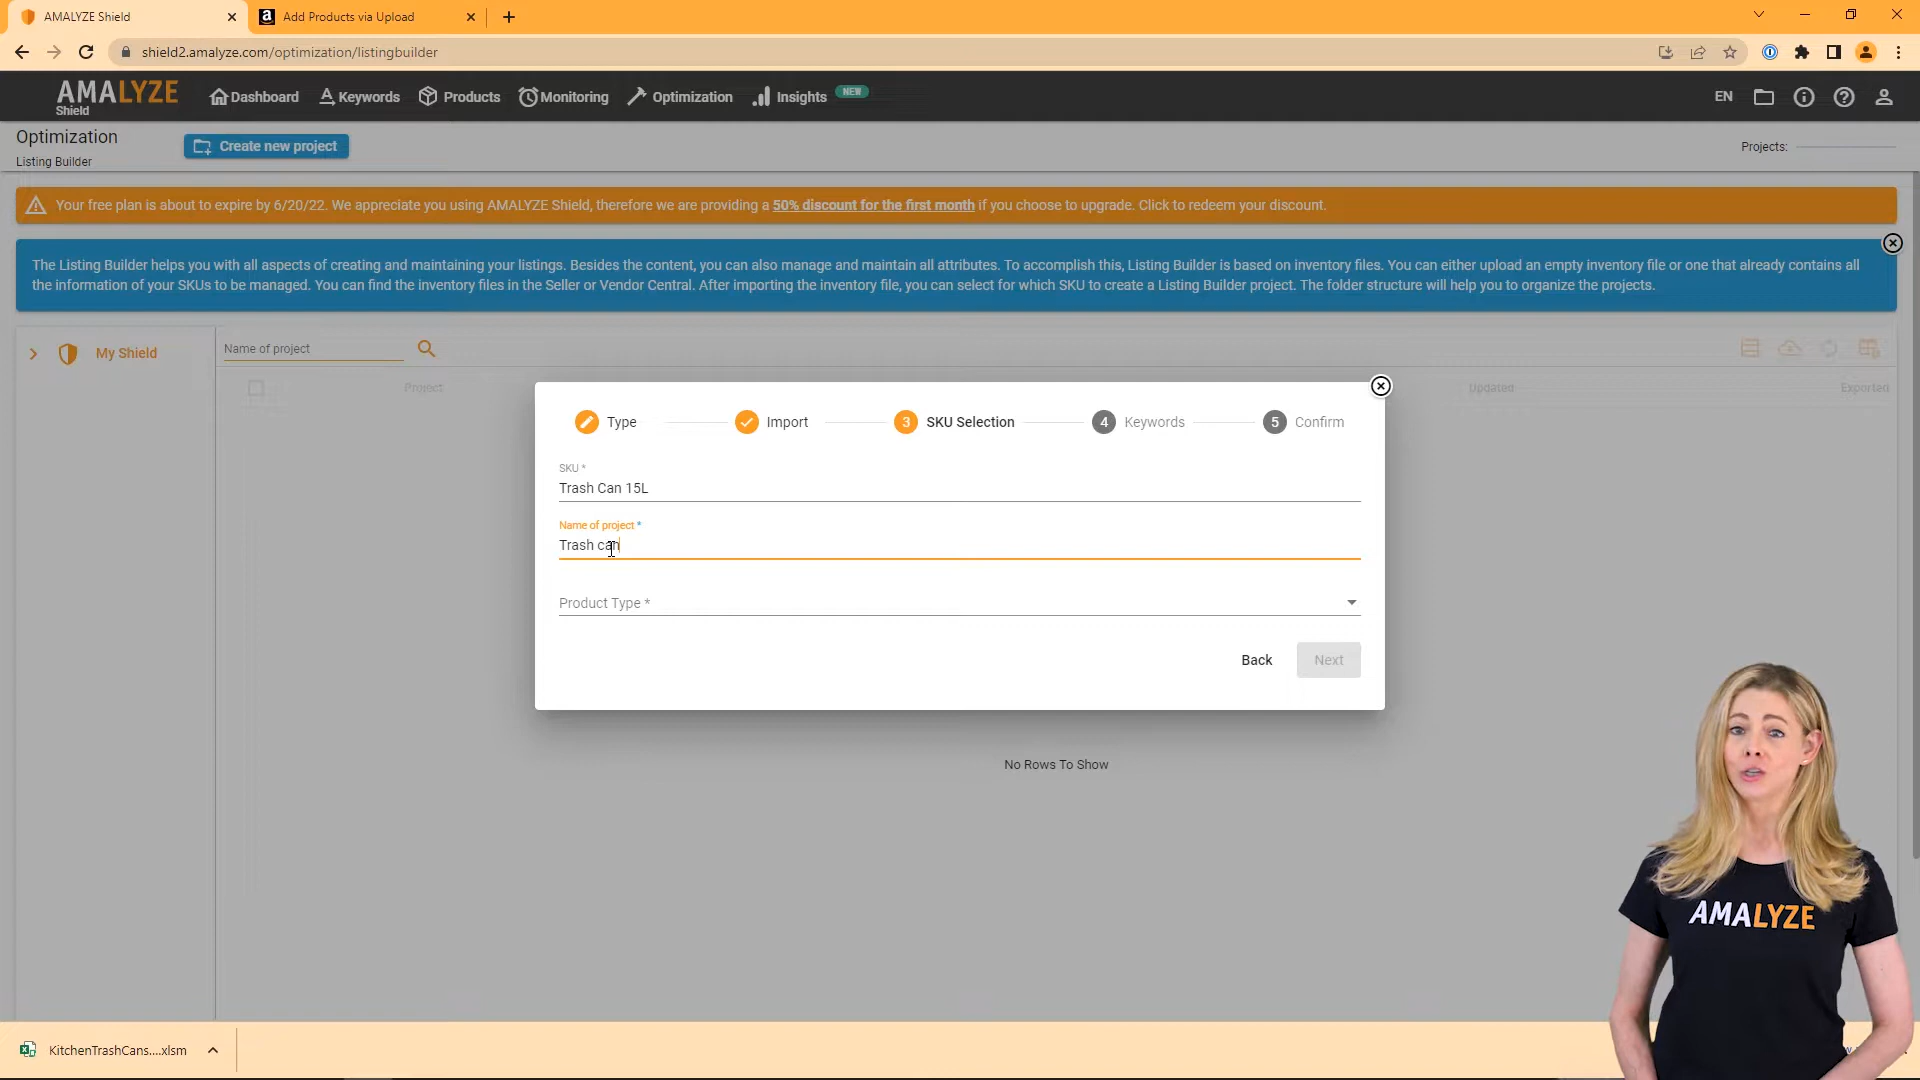 AMALYZE Shield
Add Products via Upload
shield2.amalyze.com/optimization/listingbuilder
AMALYZE
Shield
Dashboard
Keywords
Products
Monitoring
Optimization
Insights
NEW
EN
Optimization
Listing Builder
Create new project
Projects:
Your free plan is about to expire by 6/20/22. We appreciate you using AMALYZE Shield, therefore we are providing a 50% discount for the first month if you choose to upgrade. Click to redeem your discount.
The Listing Builder helps you with all aspects of creating and maintaining your listings. Besides the content, you can also manage and maintain all attributes. To accomplish this, Listing Builder is based on inventory files. You can either upload an empty inventory file or one that already contains all
the information of your SKUs to be managed. You can find the inventory files in the Seller or Vendor Central. After importing the inventory file, you can select for which SKU to create a Listing Builder project. The folder structure will help you to organize the projects.
My Shield
Name of project
Project
Updated
Exported
Type
Import
3 SKU Selection
4 Keywords
5 Confirm
SKU *
Trash Can 15L
Name of project *
Trash can
Product Type *
Back
Next
No Rows To Show
AMALYZE
KitchenTrashCans....xlsm